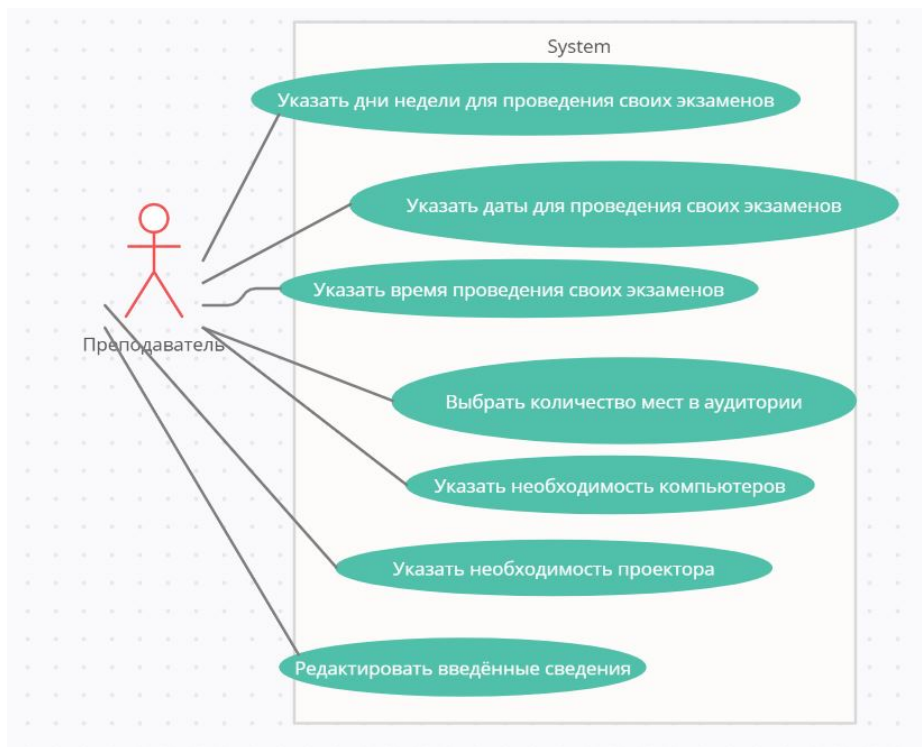 System
Указать дни недели для проведения своих экзаменов
Указать даты для проведения своих экзаменов
Указать время проведения своих экзаменов
Преподаватель
Выбрать количество мест в аудитории
Указать необходимость компьютеров
Указать необходимость проектора
Редактировать введённые сведения